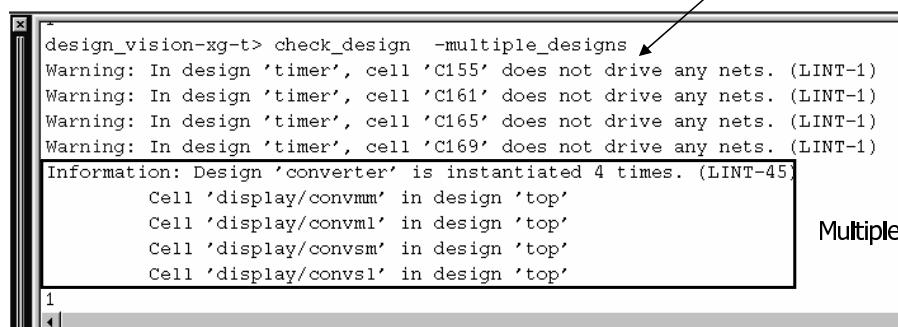 design_vision-xg-t> check_design -multiple_designs
Warning: In design 'timer', cell 'C155' does not drive any nets. (LINT-1)
Warning: In design 'timer', cell 'C161' does not drive any nets. (LINT-1)
Warning: In design 'timer', cell 'C165' does not drive any nets. (LINT-1)
Warning: In design 'timer', cell 'C169' does not drive any nets. (LINT-1)
Information: Design 'converter' is instantiated 4 times. (LINT-45)
Cell 'display/convmm' in design 'top'
Cell 'display/convml' in design 'top'
Cell 'display/convsm' in design 'top'
Cell 'display/convsl' in design 'top'
Multiple
1